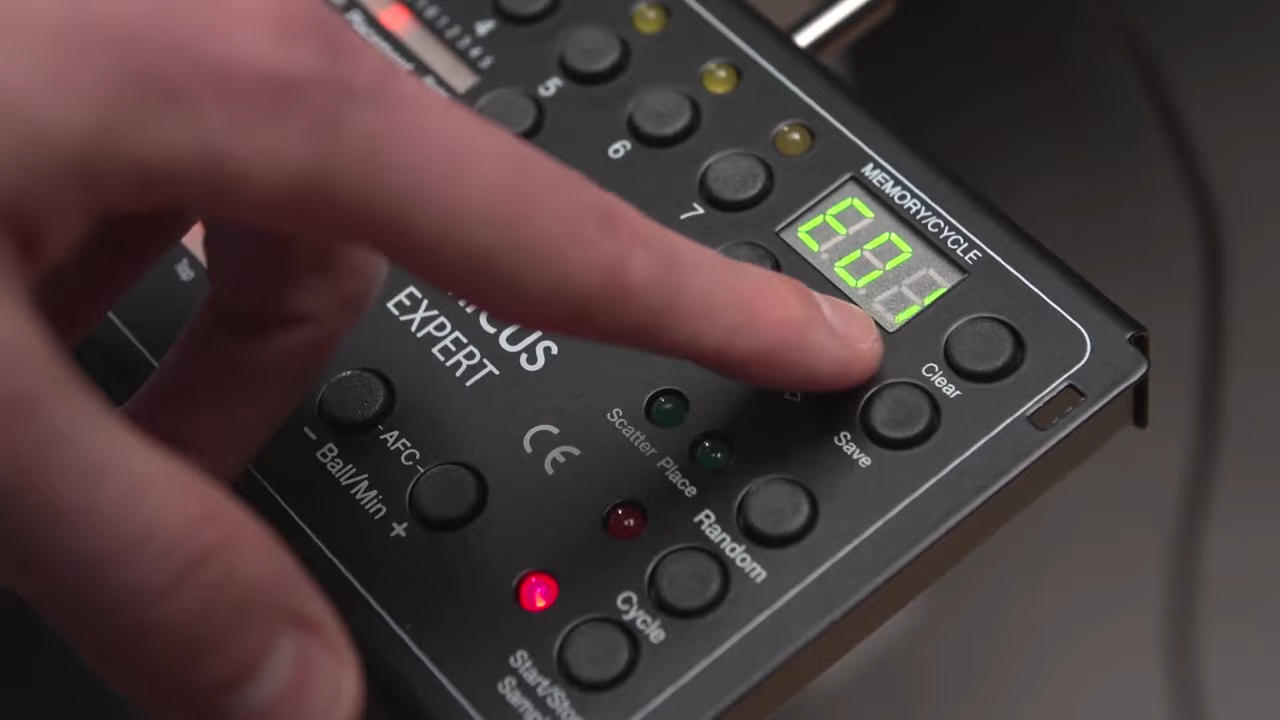 4
5
6
7
MEMORY/CYCLE
E01
Clear
Save
EXPERT
CE
Scatter Place
Random
Cycle
-AFC-
- Ball/Min +
Start/Stop